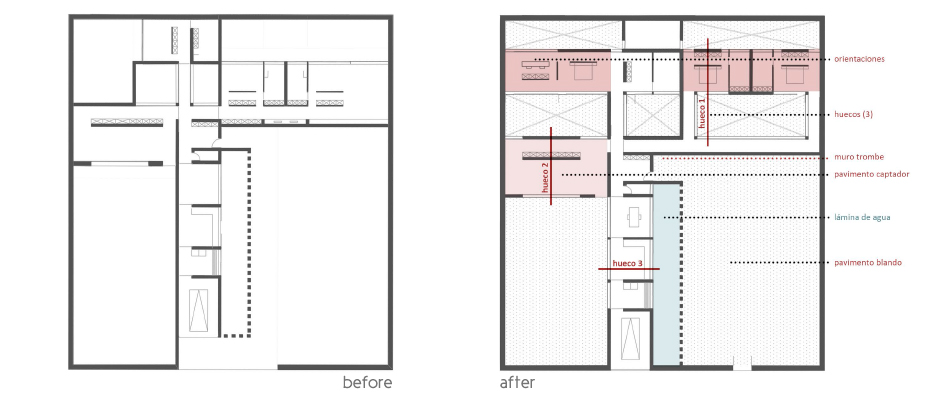 orientaciones
hueco 1
huecos (3)
muro trombe
pavimento captador
hueco 2
lámina de agua
hueco 3
pavimento blando
before
after